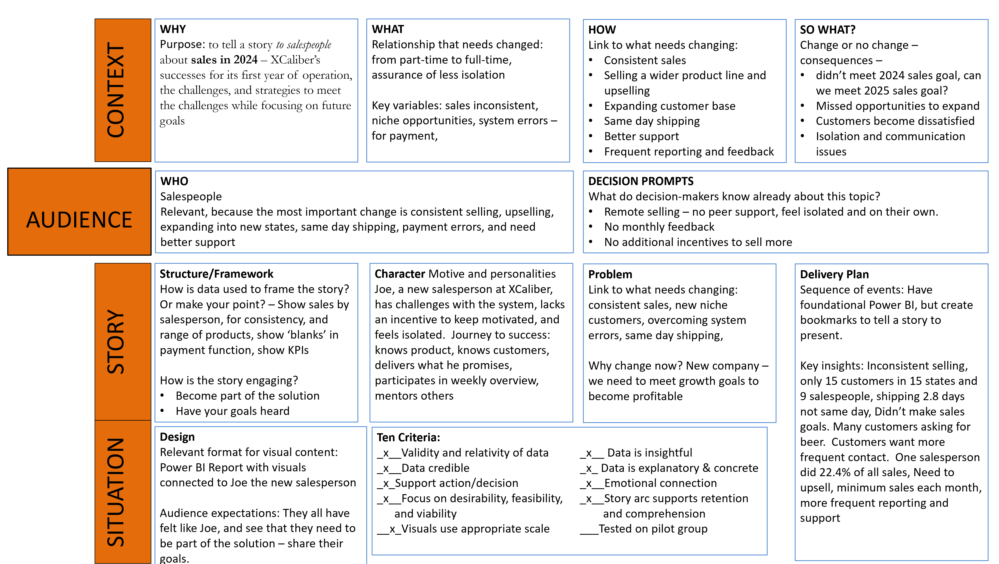 CONTEXT
WHY
Purpose: to tell a story to salespeople
about sales in 2024 – XCaliber’s
successes for its first year of operation,
the challenges, and strategies to meet
the challenges while focusing on future
goals
WHAT
Relationship that needs changed:
from part-time to full-time,
assurance of less isolation
Key variables: sales inconsistent,
niche opportunities, system errors –
for payment,
HOW
Link to what needs changing:
• Consistent sales
• Selling a wider product line and
upselling
• Expanding customer base
• Same day shipping
• Better support
• Frequent reporting and feedback
SO WHAT?
Change or no change –
consequences –
• didn’t meet 2024 sales goal, can
we meet 2025 sales goal?
• Missed opportunities to expand
• Customers become dissatisfied
• Isolation and communication
issues
AUDIENCE
WHO
Salespeople
Relevant, because the most important change is consistent selling, upselling,
expanding into new states, same day shipping, payment errors, and need
better support
DECISION PROMPTS
What do decision-makers know already about this topic?
• Remote selling – no peer support, feel isolated and on their own.
• No monthly feedback
• No additional incentives to sell more
STORY
Structure/Framework
How is data used to frame the story?
Or make your point? – Show sales by
salesperson, for consistency, and
range of products, show ‘blanks’ in
payment function, show KPIs
How is the story engaging?
• Become part of the solution
• Have your goals heard
Character Motive and personalities
Joe, a new salesperson at XCaliber,
has challenges with the system, lacks
an incentive to keep motivated, and
feels isolated.  Journey to success:
knows product, knows customers,
delivers what he promises,
participates in weekly overview,
mentors others
Problem
Link to what needs changing:
consistent sales, new niche
customers, overcoming system
errors, same day shipping,
Why change now? New company –
we need to meet growth goals to
become profitable
Delivery Plan
Sequence of events: Have
foundational Power BI, but create
bookmarks to tell a story to
present.
Key insights: Inconsistent selling,
only 15 customers in 15 states and
9 salespeople, shipping 2.8 days
not same day, Didn’t make sales
goals. Many customers asking for
beer.  Customers want more
frequent contact.  One salesperson
did 22.4% of all sales, Need to
upsell, minimum sales each month,
more frequent reporting and
support
SITUATION
Design
Relevant format for visual content:
Power BI Report with visuals
connected to Joe the new salesperson
Audience expectations: They all have
felt like Joe, and see that they need to
be part of the solution – share their
goals.
Ten Criteria:
_x__Validity and relativity of data
_x__Data credible
_x_Support action/decision
_x__Focus on desirability, feasibility,
and viability
__x_Visuals use appropriate scale
_x__ Data is insightful
_x_ Data is explanatory & concrete
_x__Emotional connection
_x__Story arc supports retention
and comprehension
___Tested on pilot group